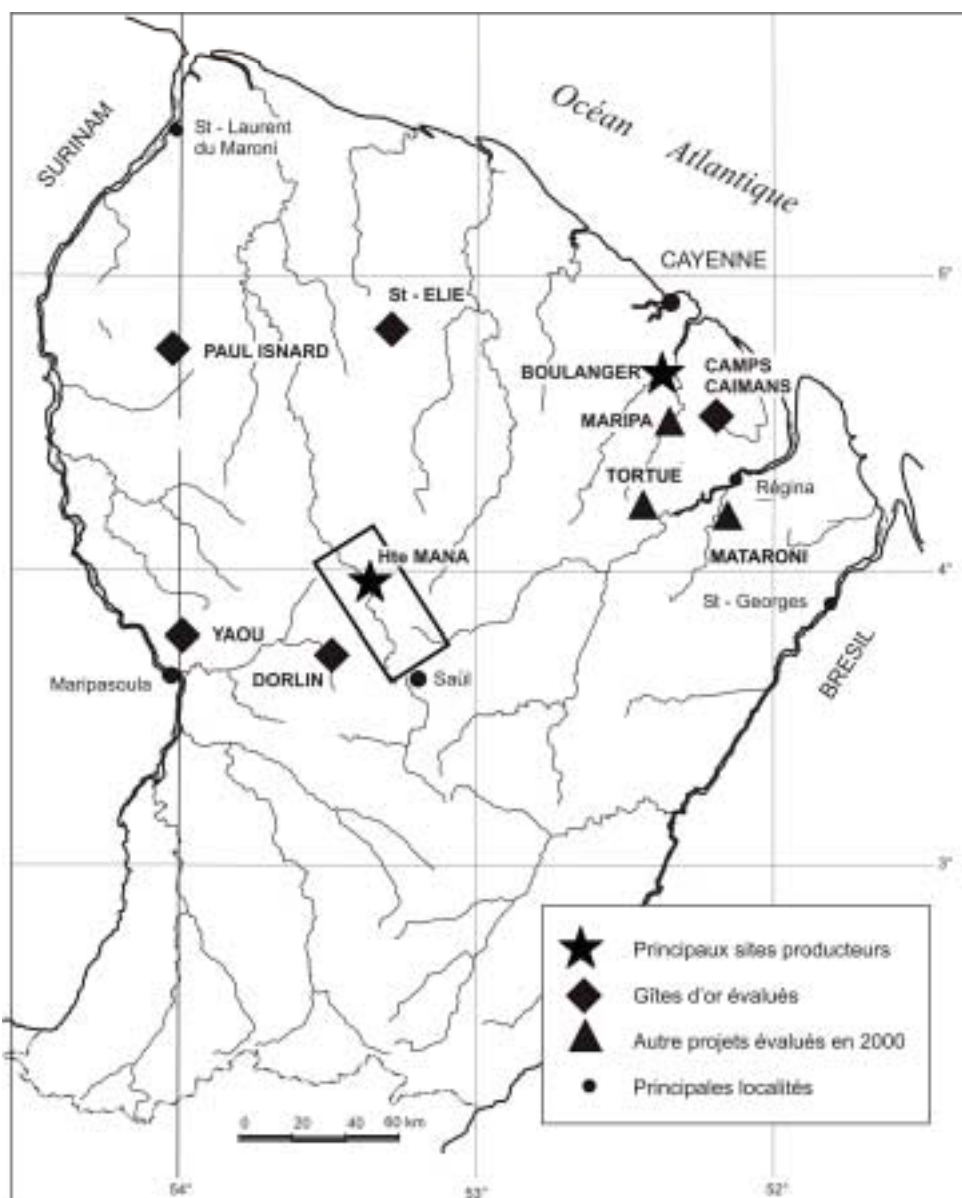 Océan
Atlantique
SURINAM
St - Laurent
du Maroni
CAYENNE
5°
St - ELIE
PAUL ISNARD
BOULANGER
CAMPS
CAIMANS
MARIPA
TORTUE
Régina
Hte MANA
MATARONI
4°
St - Georges
YAOU
BRESIL
Maripasoula
DORLIN
Saül
3°
Principaux sites producteurs
Gîtes d'or évalués
Autre projets évalués en 2000
Principales localités
0 20 40 60 km
54° 53° 52°